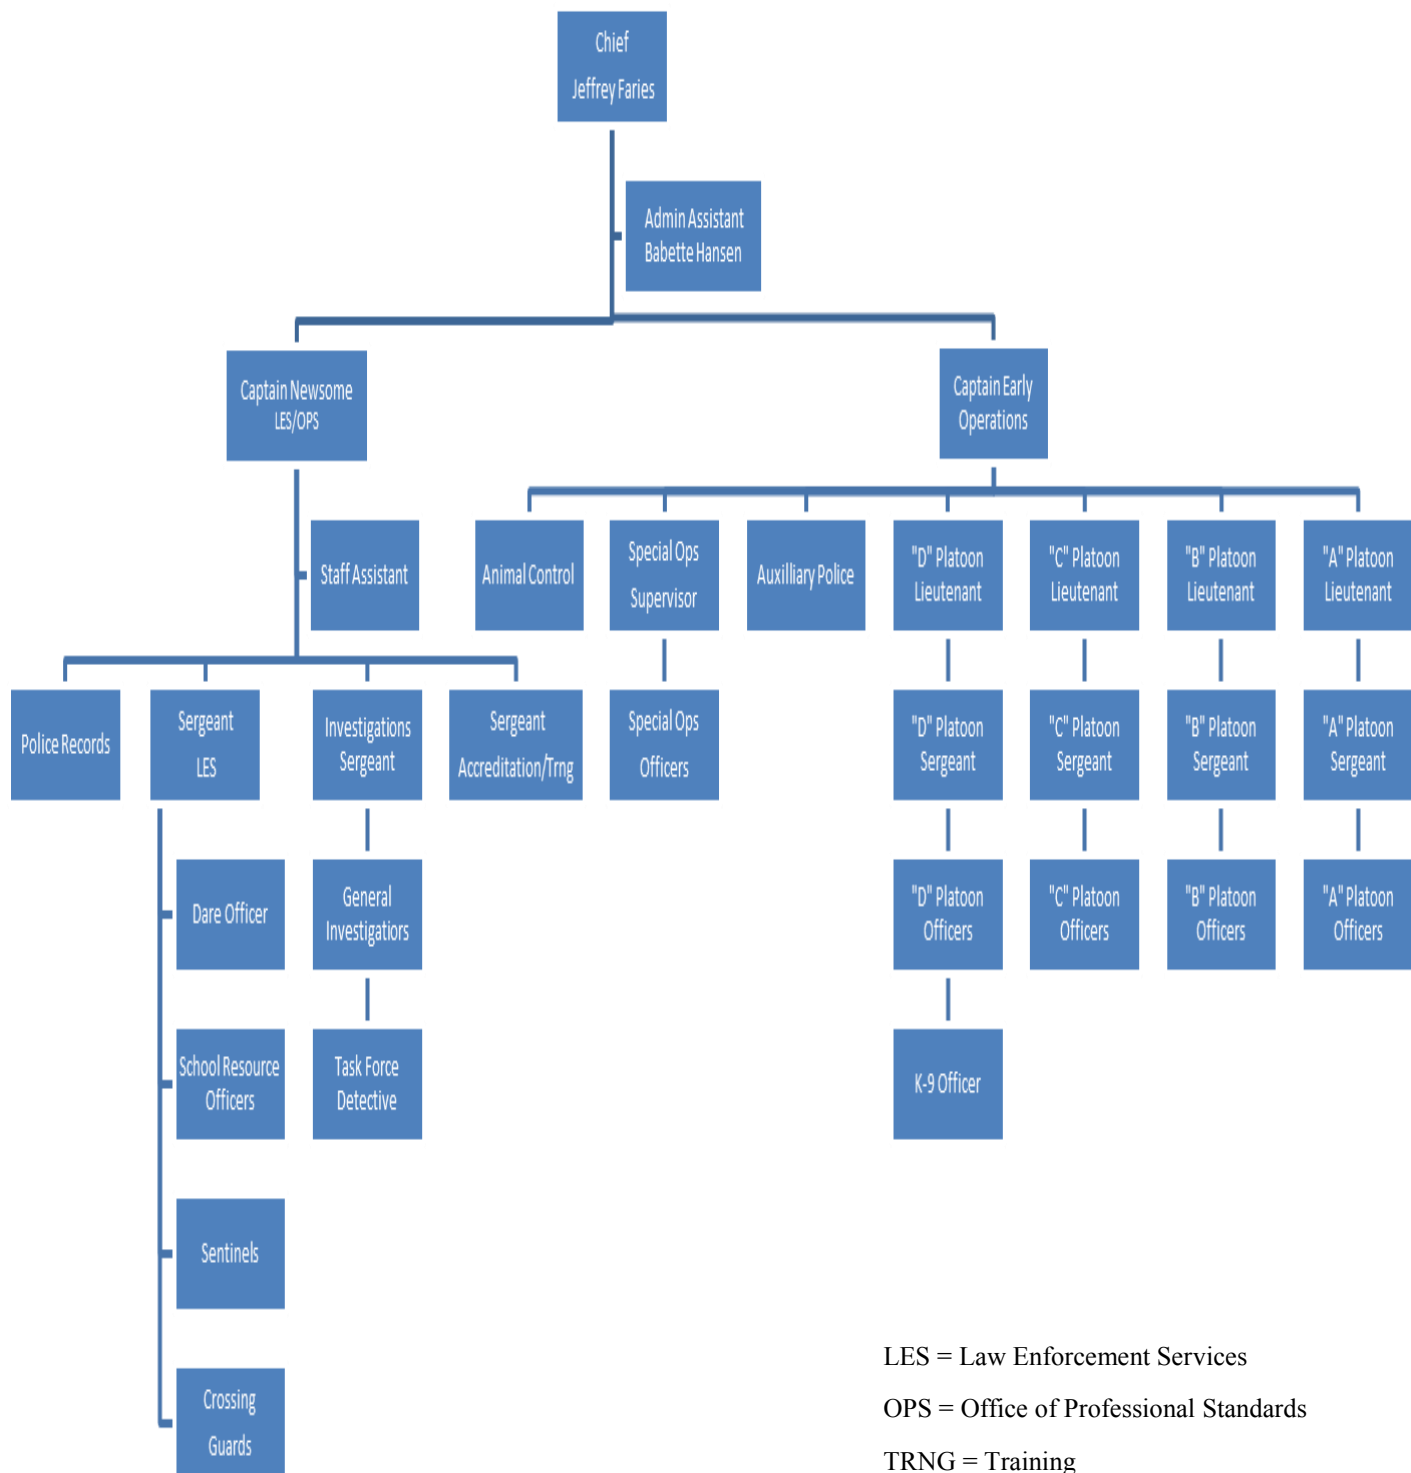 Chief
Jeffrey Faries
Admin Assistant
Babette Hansen
Captain Newsome
LES/OPS
Captain Early
Operations
Staff Assistant
Animal Control
Special Ops
Supervisor
Auxilliary Police
"D" Platoon
Lieutenant
"C" Platoon
Lieutenant
"B" Platoon
Lieutenant
"A" Platoon
Lieutenant
Police Records
Sergeant
LES
Investigations
Sergeant
Sergeant
Accreditation/Trng
Special Ops
Officers
"D" Platoon
Sergeant
"C" Platoon
Sergeant
"B" Platoon
Sergeant
"A" Platoon
Sergeant
Dare Officer
General
Investigatiors
"D" Platoon
Officers
"C" Platoon
Officers
"B" Platoon
Officers
"A" Platoon
Officers
School Resource
Officers
Task Force
Detective
K-9 Officer
Sentinels
Crossing
Guards
LES = Law Enforcement Services
OPS = Office of Professional Standards
TRNG = Training